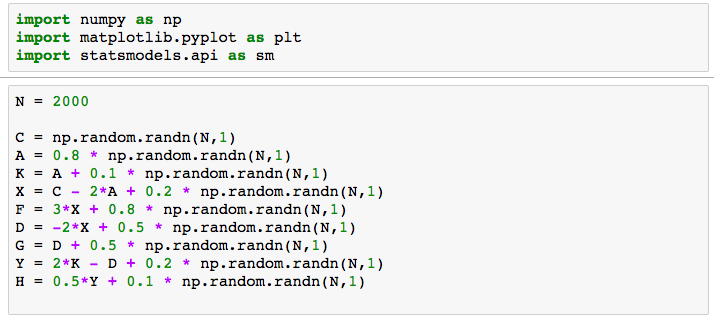 import numpy as np
import matplotlib.pyplot as plt
import statsmodels.api as sm
N = 2000
C = np.random.randn(N,1)
A = 0.8 * np.random.randn(N,1)
K = A + 0.1 * np.random.randn(N,1)
X = C - 2*A + 0.2 * np.random.randn(N,1)
F = 3*X + 0.8 * np.random.randn(N,1)
D = -2*X + 0.5 * np.random.randn(N,1)
G = D + 0.5 * np.random.randn(N,1)
Y = 2*K - D + 0.2 * np.random.randn(N,1)
H = 0.5*Y + 0.1 * np.random.randn(N,1)